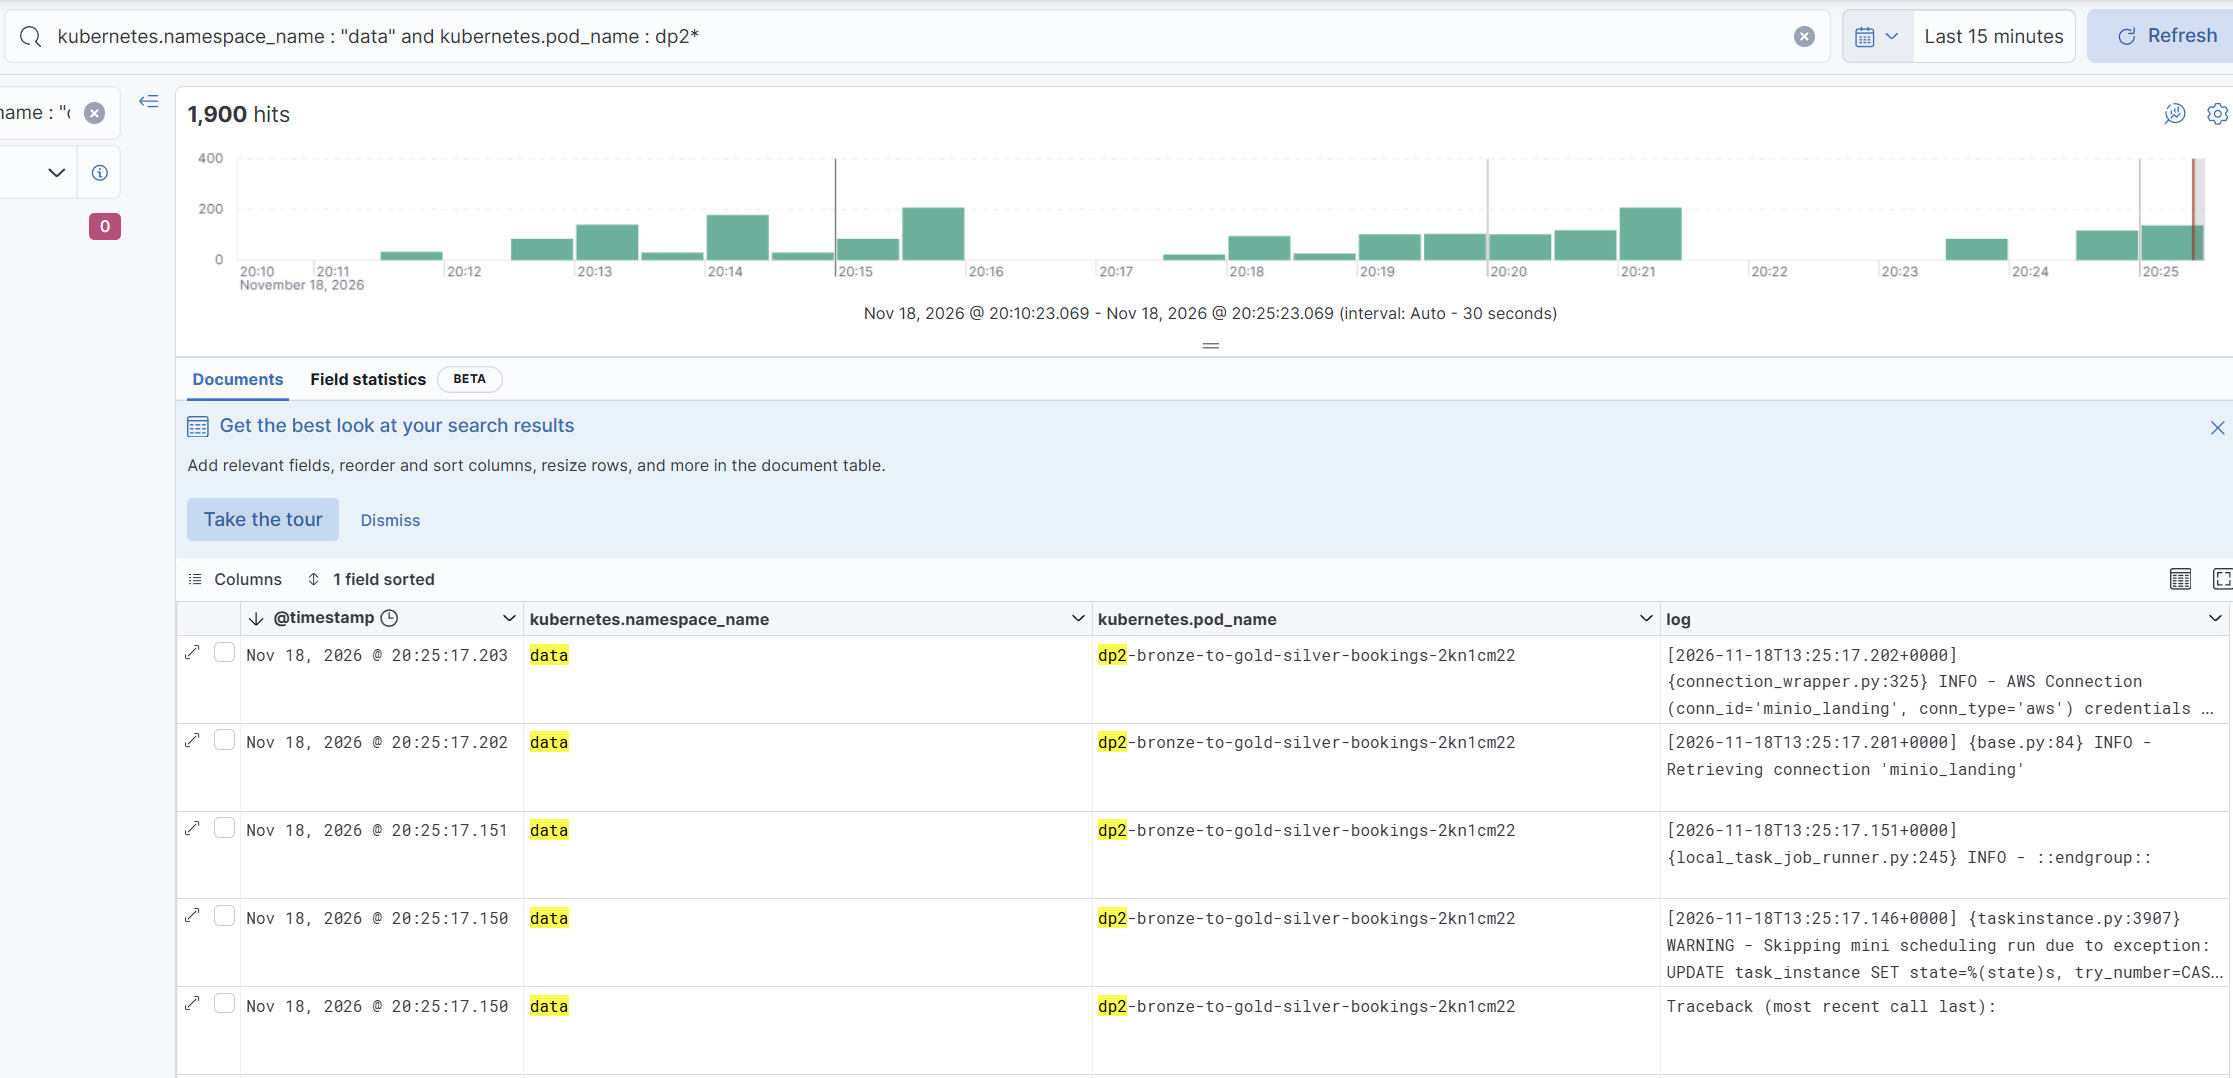 kubernetes.namespace_name : "data" and kubernetes.pod_name : dp2*
Last 15 minutes
Refresh
name : "
0
1,900 hits
400
200
0
20:10 20:11 20:12 20:13 20:14 20:15 20:16 20:17 20:18 20:19 20:20 20:21 20:22 20:23 20:24 20:25
November 18, 2026
Nov 18, 2026 @ 20:10:23.069 - Nov 18, 2026 @ 20:25:23.069 (interval: Auto - 30 seconds)
Documents Field statistics BETA
Get the best look at your search results
Add relevant fields, reorder and sort columns, resize rows, and more in the document table.
Take the tour Dismiss
Columns 1 field sorted
@timestamp kubernetes.namespace_name kubernetes.pod_name log
Nov 18, 2026 @ 20:25:17.203 data dp2-bronze-to-gold-silver-bookings-2kn1cm22 [2026-11-18T13:25:17.202+0000]
{connection_wrapper.py:325} INFO - AWS Connection
(conn_id='minio_landing', conn_type='aws') credentials ...
Nov 18, 2026 @ 20:25:17.202 data dp2-bronze-to-gold-silver-bookings-2kn1cm22 [2026-11-18T13:25:17.201+0000] {base.py:84} INFO -
Retrieving connection 'minio_landing'
Nov 18, 2026 @ 20:25:17.151 data dp2-bronze-to-gold-silver-bookings-2kn1cm22 [2026-11-18T13:25:17.151+0000]
{local_task_job_runner.py:245} INFO - ::endgroup::
Nov 18, 2026 @ 20:25:17.150 data dp2-bronze-to-gold-silver-bookings-2kn1cm22 [2026-11-18T13:25:17.146+0000] {taskinstance.py:3907}
WARNING - Skipping mini scheduling run due to exception:
UPDATE task_instance SET state=%(state)s, try_number=CAS...
Nov 18, 2026 @ 20:25:17.150 data dp2-bronze-to-gold-silver-bookings-2kn1cm22 Traceback (most recent call last):